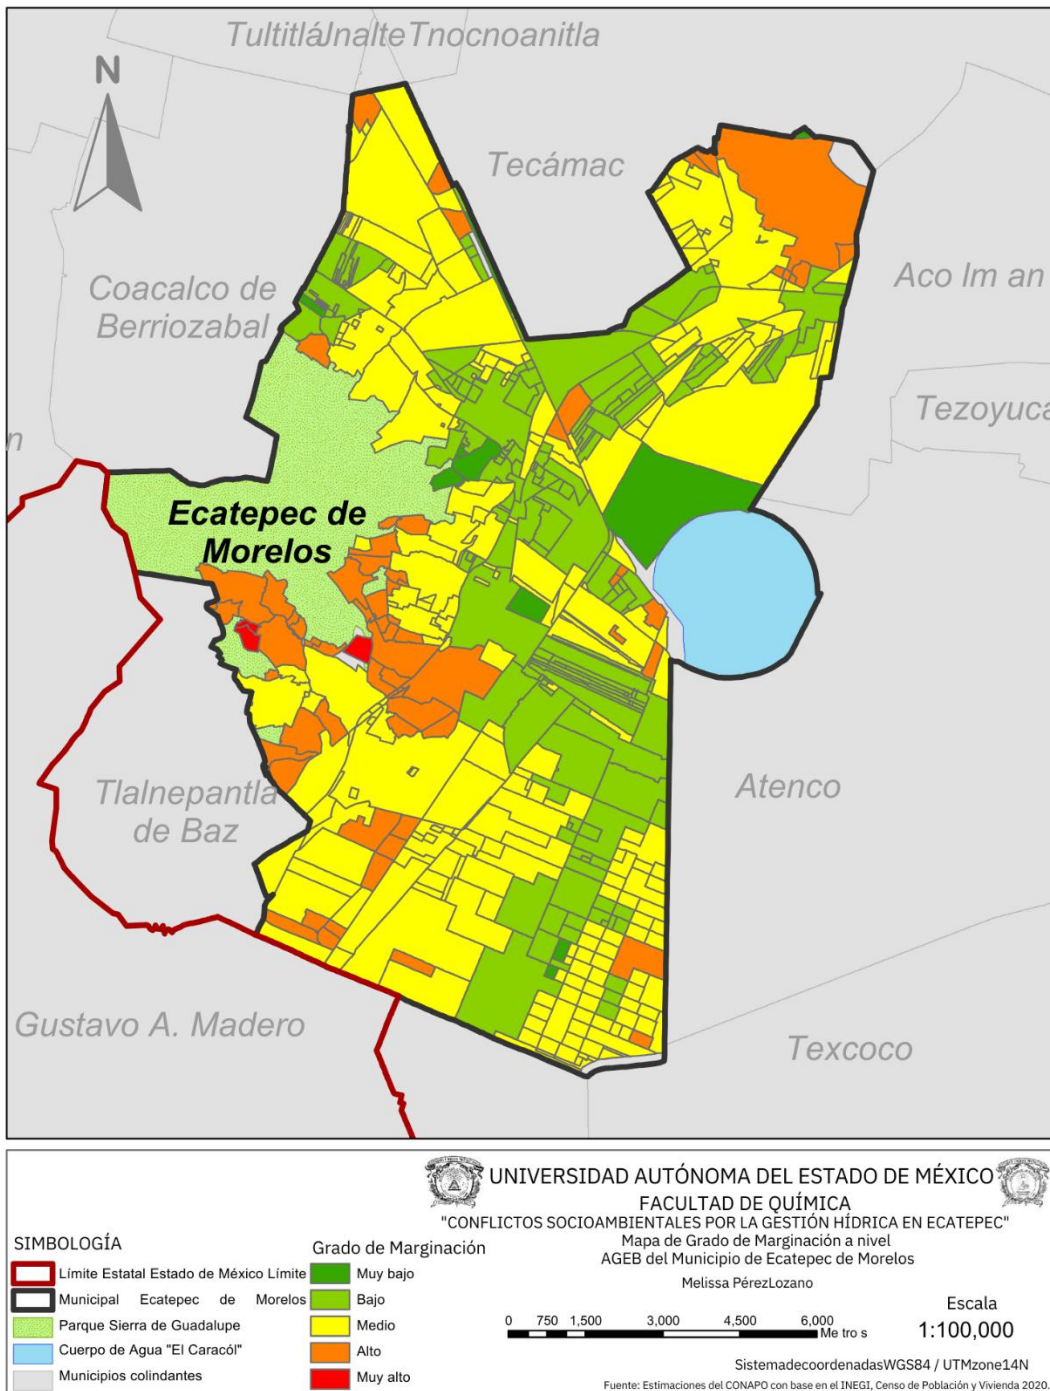 TultitláJnalteTnocnoanitla
N
Tecámac
Coacalco de
Berriozabal
Aco lm an
Tezoyuca
n
Ecatepec de
Morelos
Tlalnepantla
de Baz
Atenco
Gustavo A. Madero
Texcoco
UNIVERSIDAD AUTÓNOMA DEL ESTADO DE MÉXICO
FACULTAD DE QUÍMICA
"CONFLICTOS SOCIOAMBIENTALES POR LA GESTIÓN HÍDRICA EN ECATEPEC"
Mapa de Grado de Marginación a nivel
AGEB del Municipio de Ecatepec de Morelos
Melissa PérezLozano
SIMBOLOGÍA
Límite Estatal Estado de México Límite
Municipal Ecatepec de Morelos
Parque Sierra de Guadalupe
Cuerpo de Agua "El Caracól"
Municipios colindantes
Grado de Marginación
Muy bajo
Bajo
Medio
Alto
Muy alto
0 750 1,500 3,000 4,500 6,000
Me tro s
Escala
1:100,000
SistemadecoordenadasWGS84 / UTMzone14N
Fuente: Estimaciones del CONAPO con base en el INEGI, Censo de Población y Vivienda 2020.